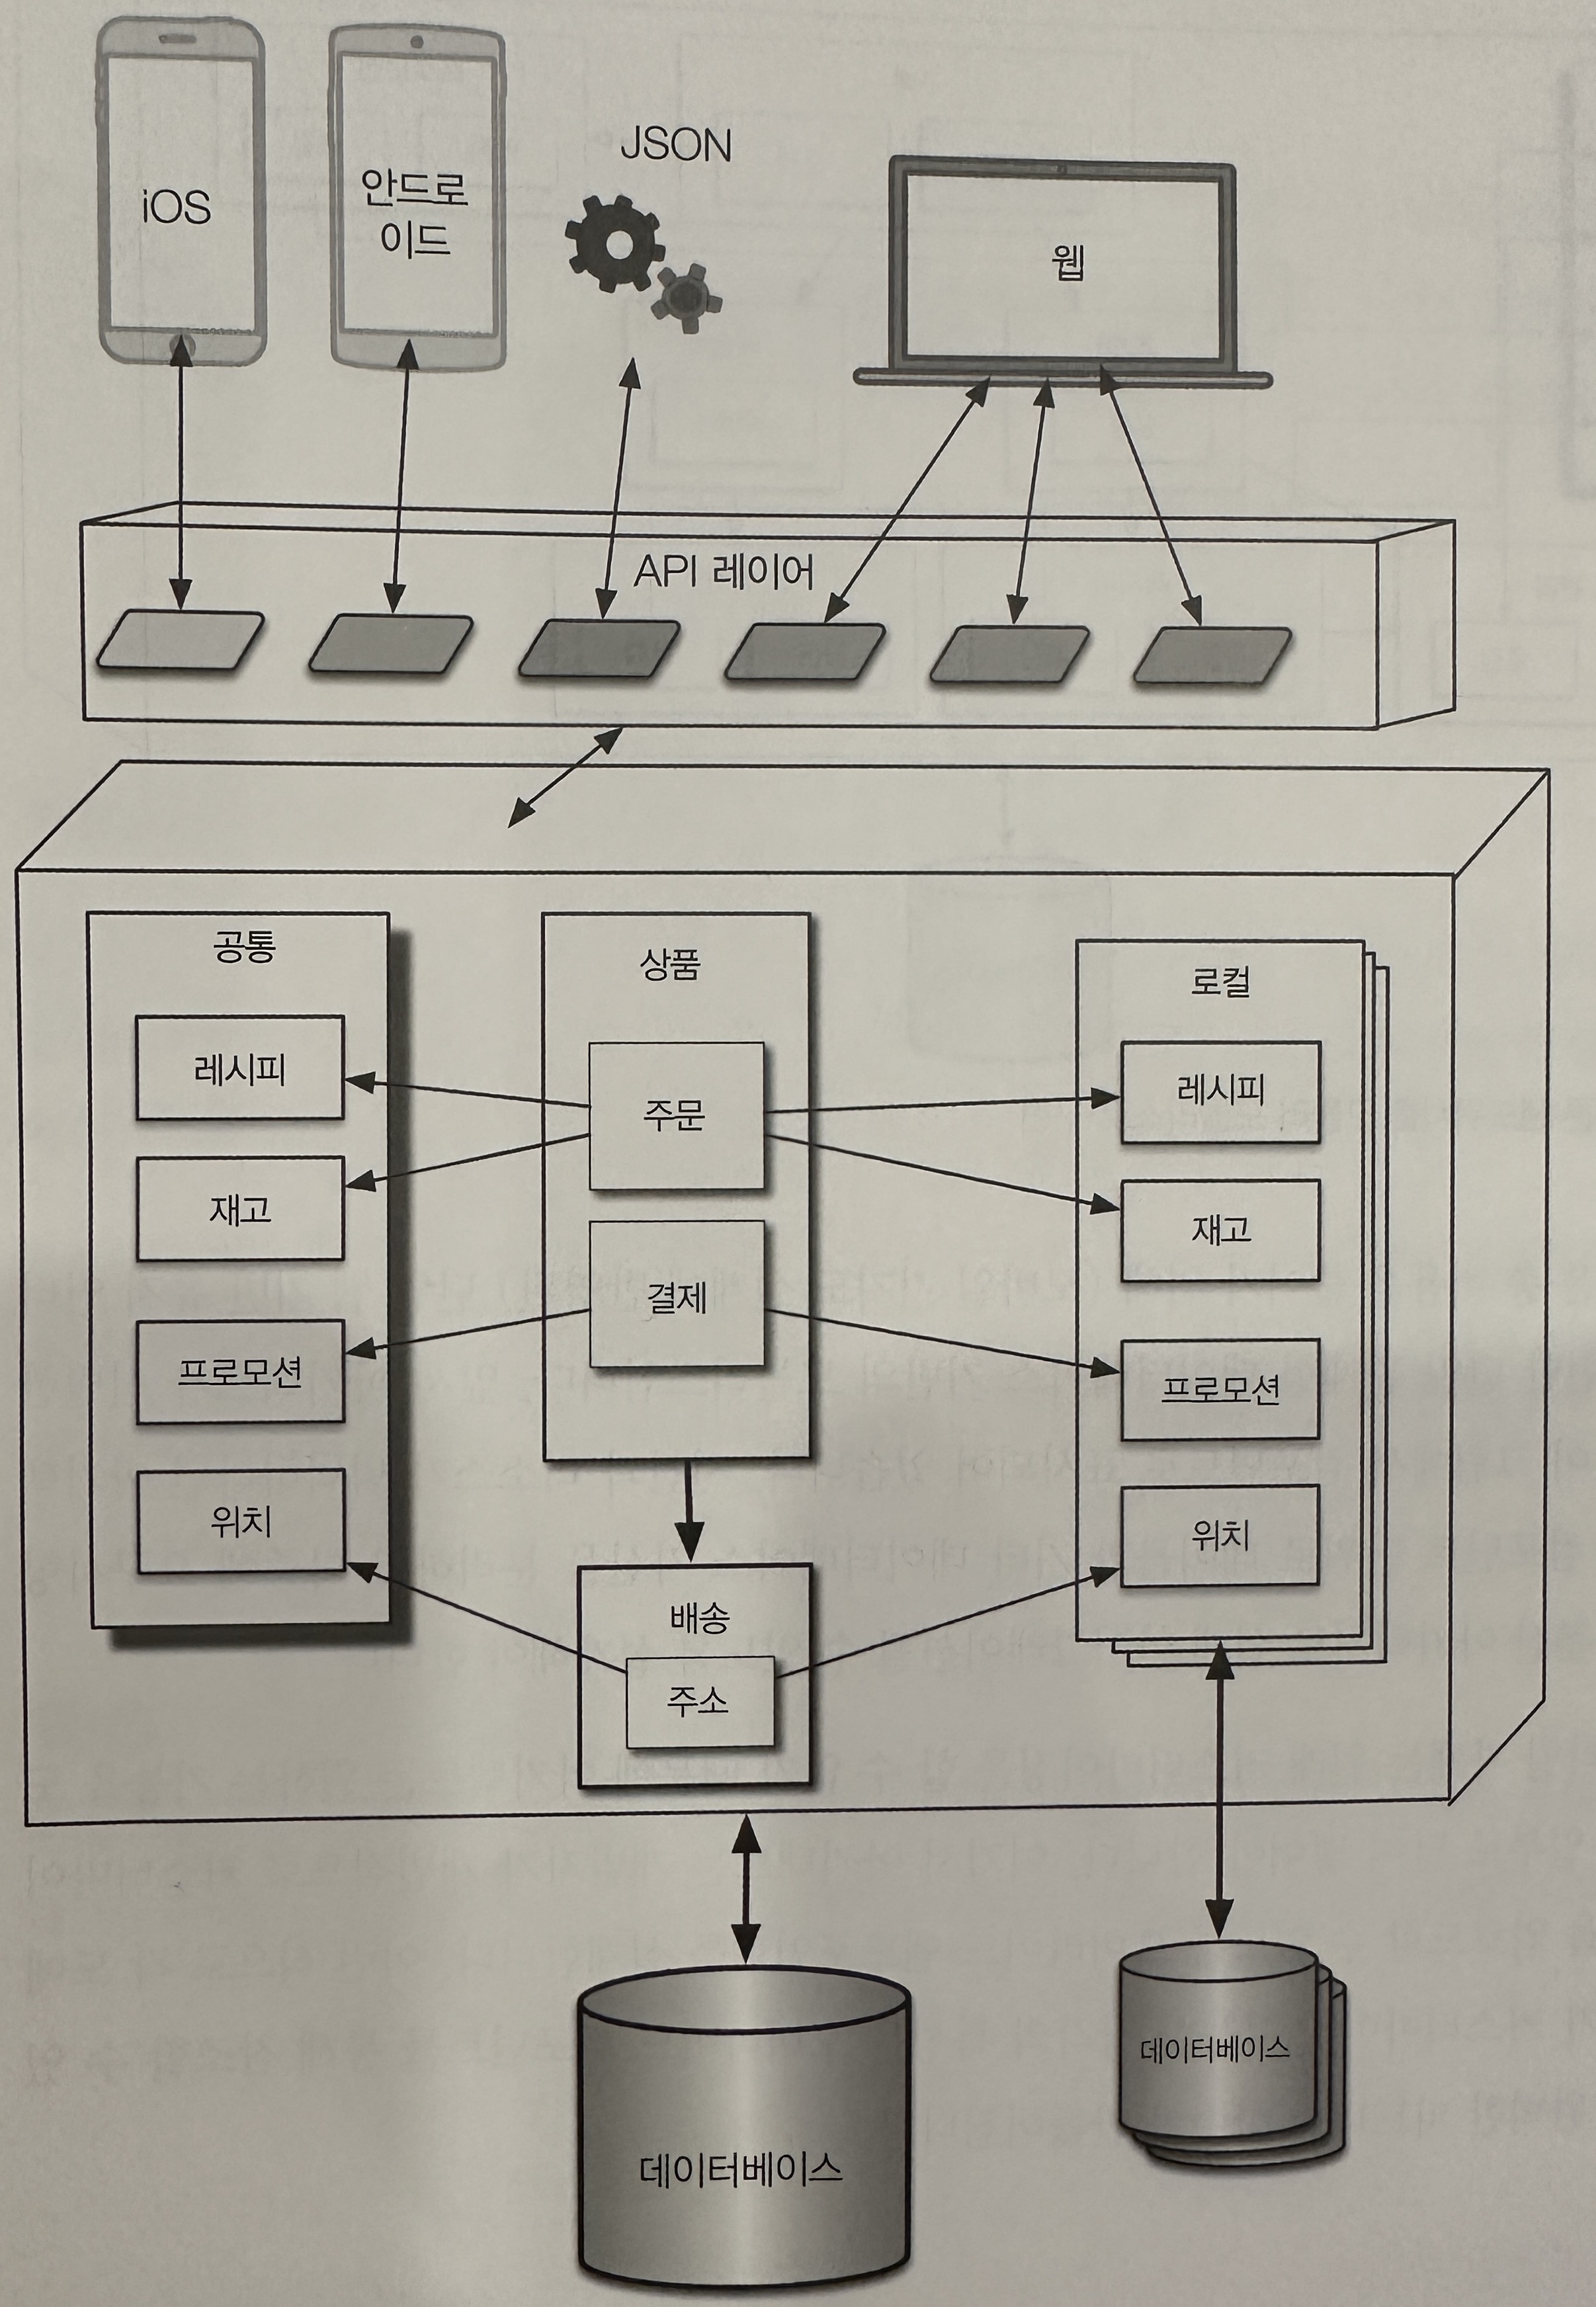 iOS
안드로
이드
JSON
웹
API 레이어
공통
레시피
재고
프로모션
위치
상품
주문
결제
배송
주소
로컬
레시피
재고
프로모션
위치
데이터베이스
데이터베이스